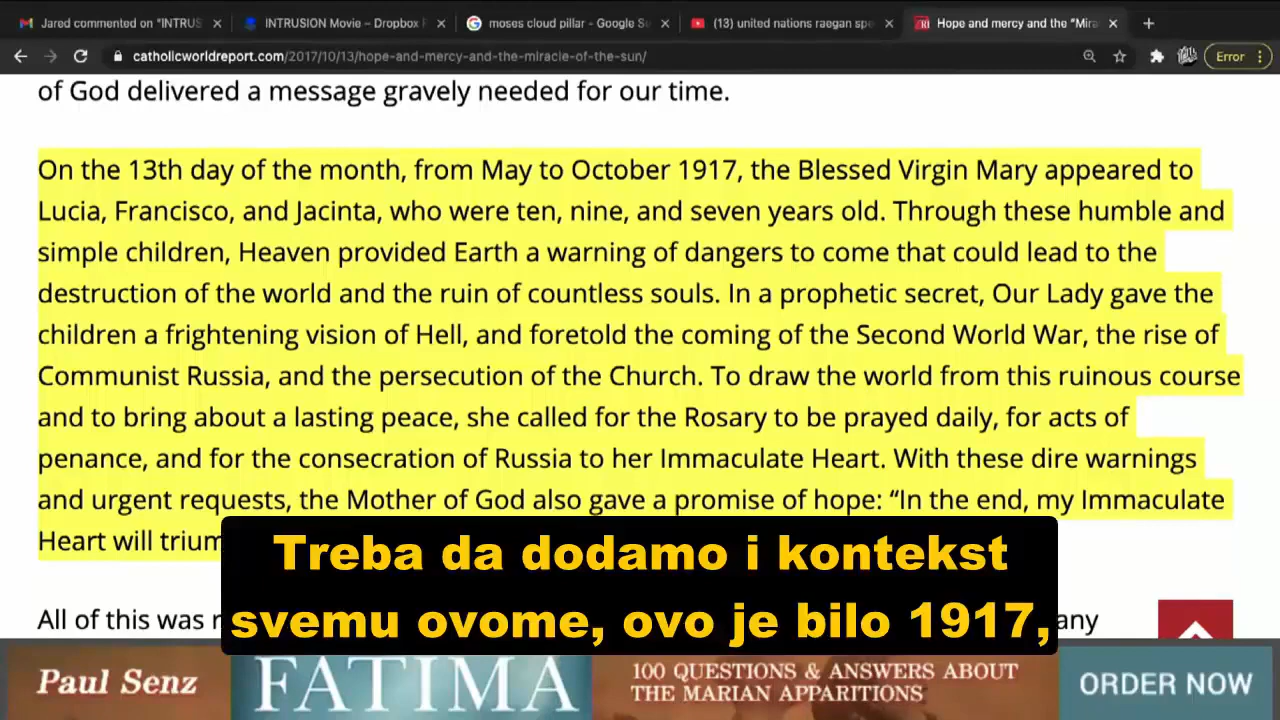 Jared commented on "INTRUS
INTRUSION Movie – Dropbox
moses cloud pillar - Google Se
(13) united nations raegan spe
Hope and mercy and the "Mira
catholicworldreport.com/2017/10/13/hope-and-mercy-and-the-miracle-of-the-sun/
Error
of God delivered a message gravely needed for our time.
On the 13th day of the month, from May to October 1917, the Blessed Virgin Mary appeared to
Lucia, Francisco, and Jacinta, who were ten, nine, and seven years old. Through these humble and
simple children, Heaven provided Earth a warning of dangers to come that could lead to the
destruction of the world and the ruin of countless souls. In a prophetic secret, Our Lady gave the
children a frightening vision of Hell, and foretold the coming of the Second World War, the rise of
Communist Russia, and the persecution of the Church. To draw the world from this ruinous course
and to bring about a lasting peace, she called for the Rosary to be prayed daily, for acts of
penance, and for the consecration of Russia to her Immaculate Heart. With these dire warnings
and urgent requests, the Mother of God also gave a promise of hope: “In the end, my Immaculate
Heart will trium
Treba da dodamo i kontekst
All of this was
svemu ovome, ovo je bilo 1917,
Paul Senz
FATIMA
100 QUESTIONS & ANSWERS ABOUT
THE MARIAN APPARITIONS
ORDER NOW